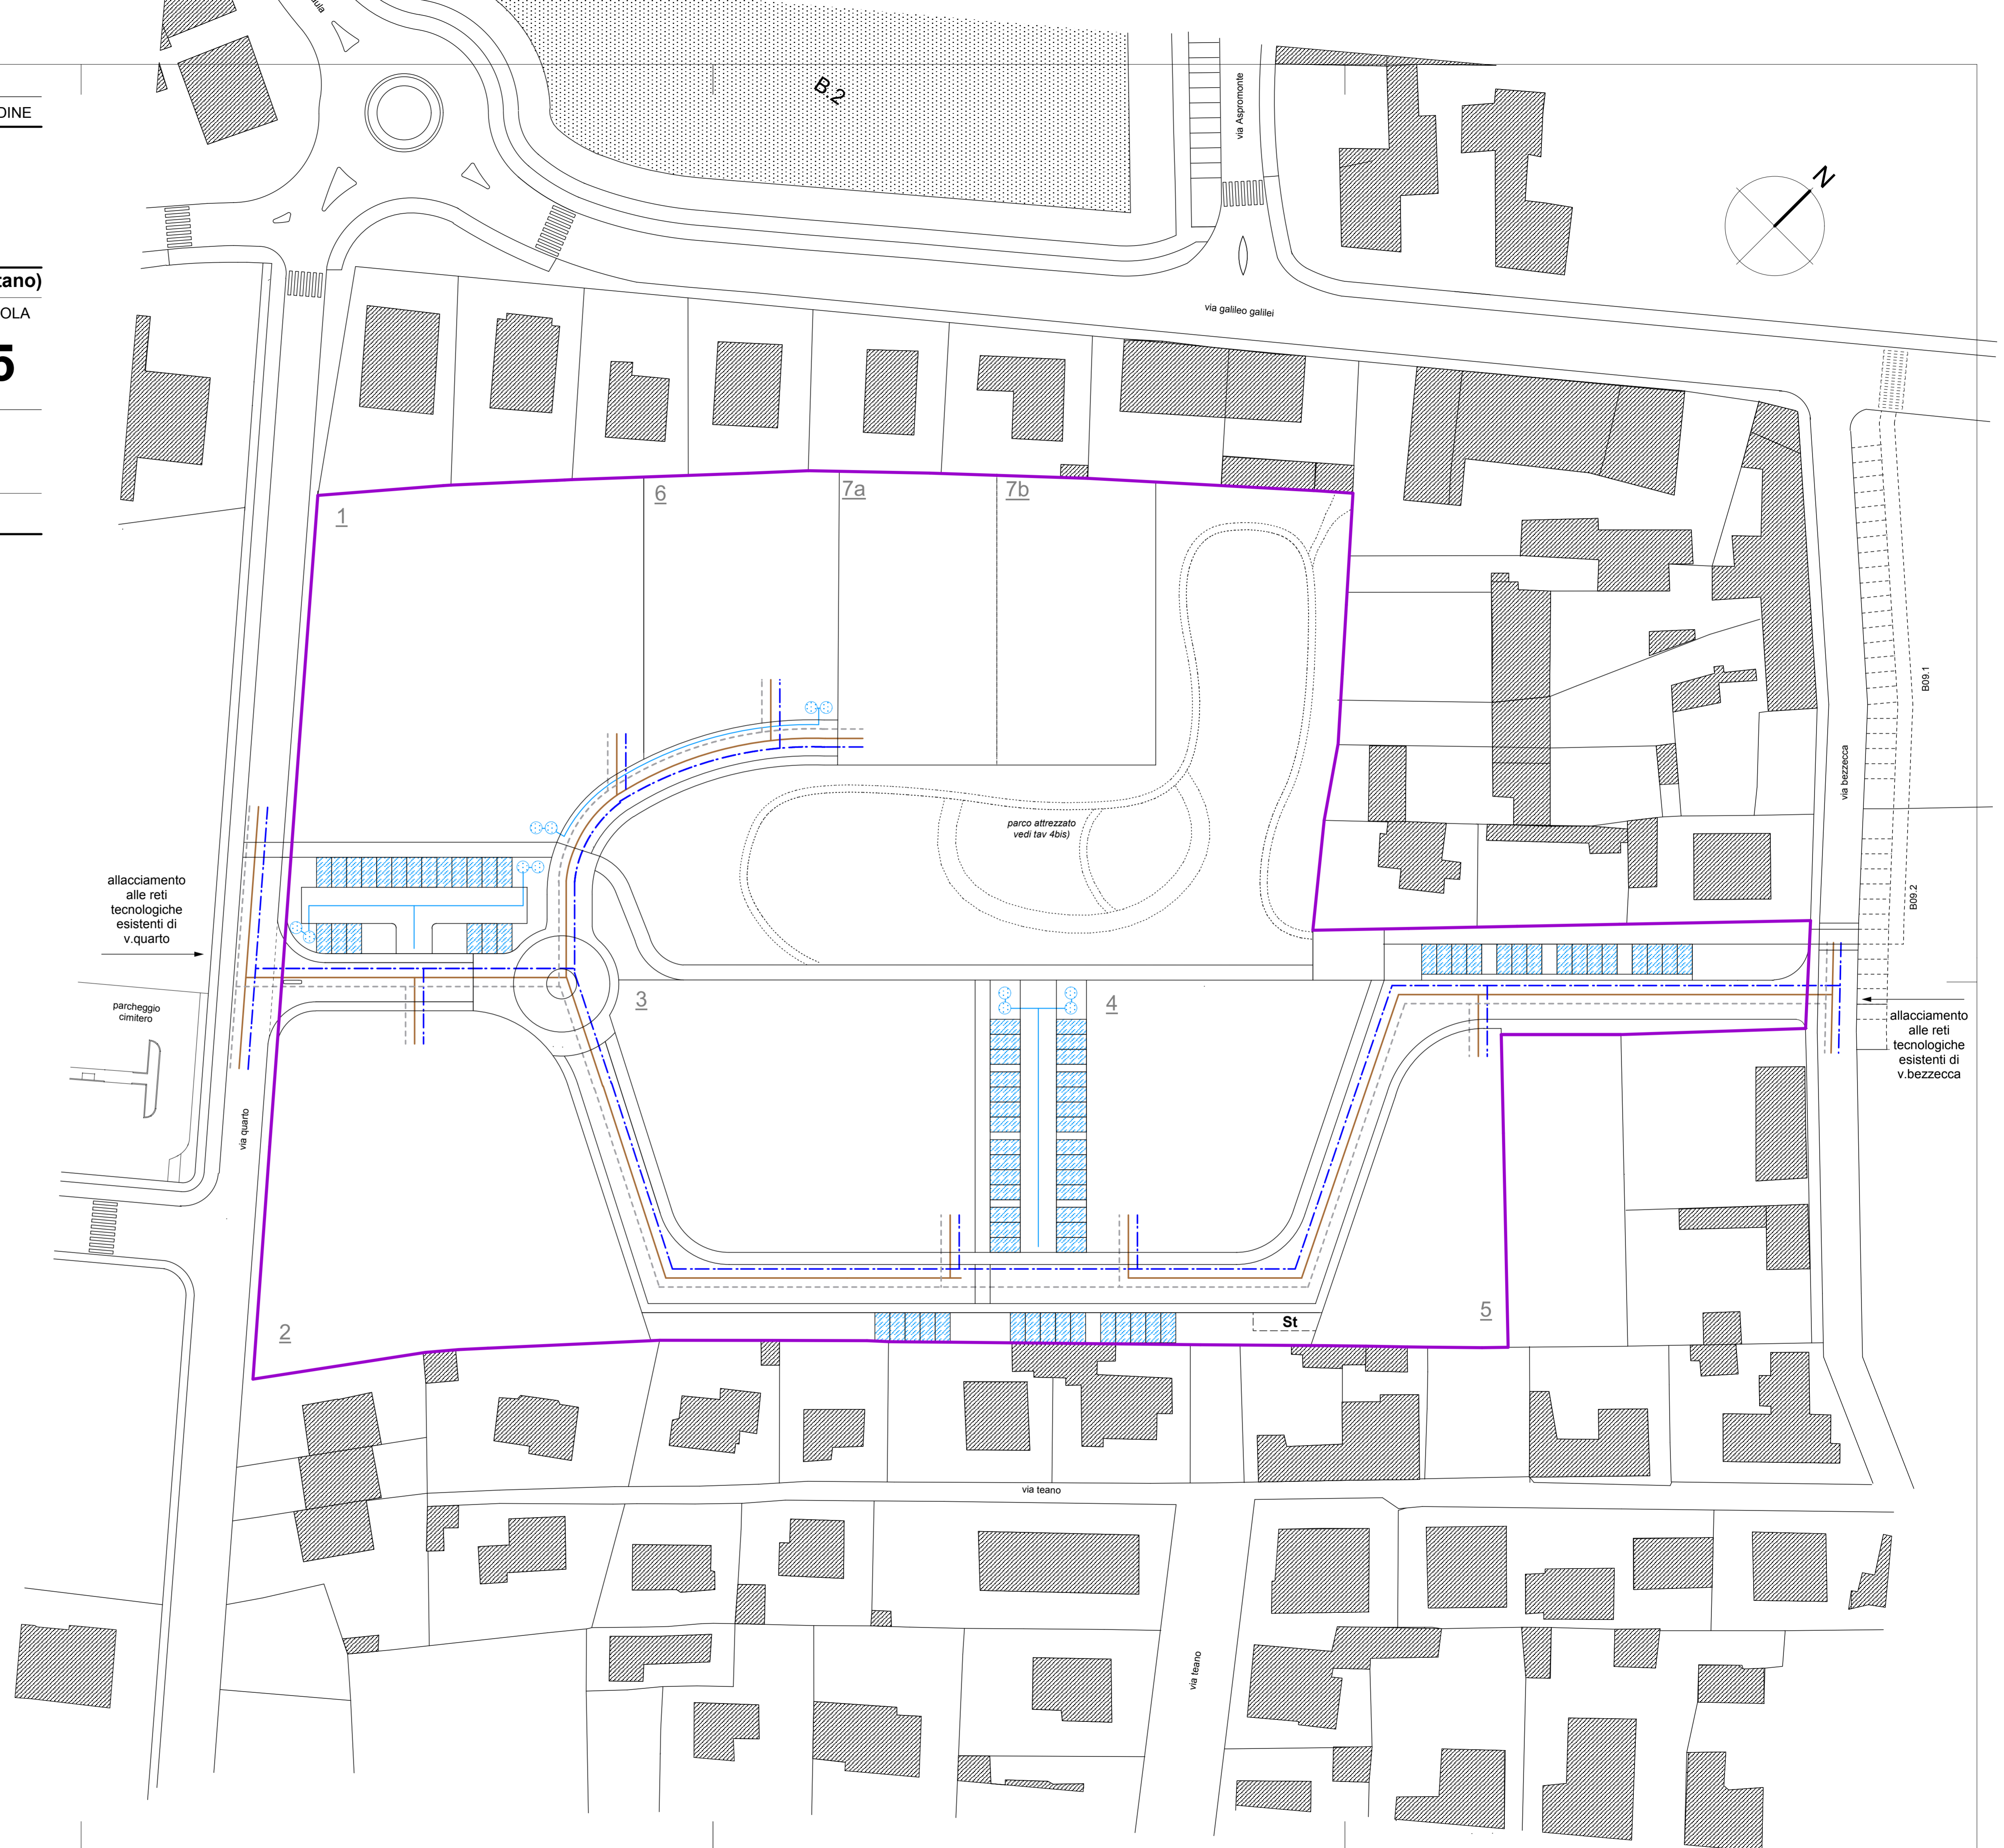 DINE
tano)
OLA
5
B.2
via Aspromonte
N
via galileo galilei
1
6
7a
7b
parco attrezzato
vedi tav 4bis)
via bezzecca
B09.1
B09.2
allacciamento
alle reti
tecnologiche
esistenti di
v.quarto
parcheggio
cimitero
via quarto
3
4
allacciamento
alle reti
tecnologiche
esistenti di
v.bezzecca
2
5
St
via teano
via teano